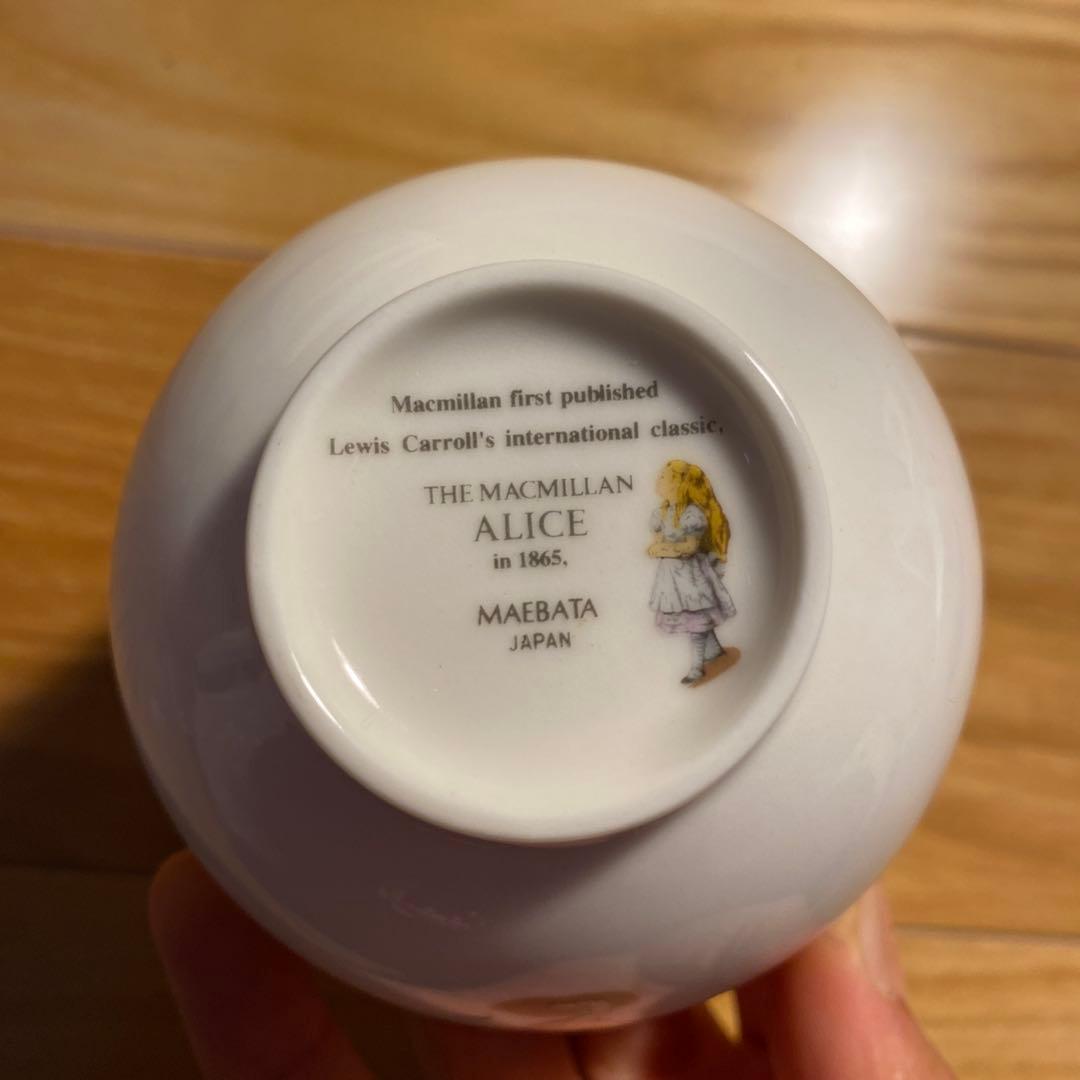 Macmillan first published
Lewis Carroll's international classic,
THE MACMILLAN
ALICE
in 1865,
MAEBATA
JAPAN